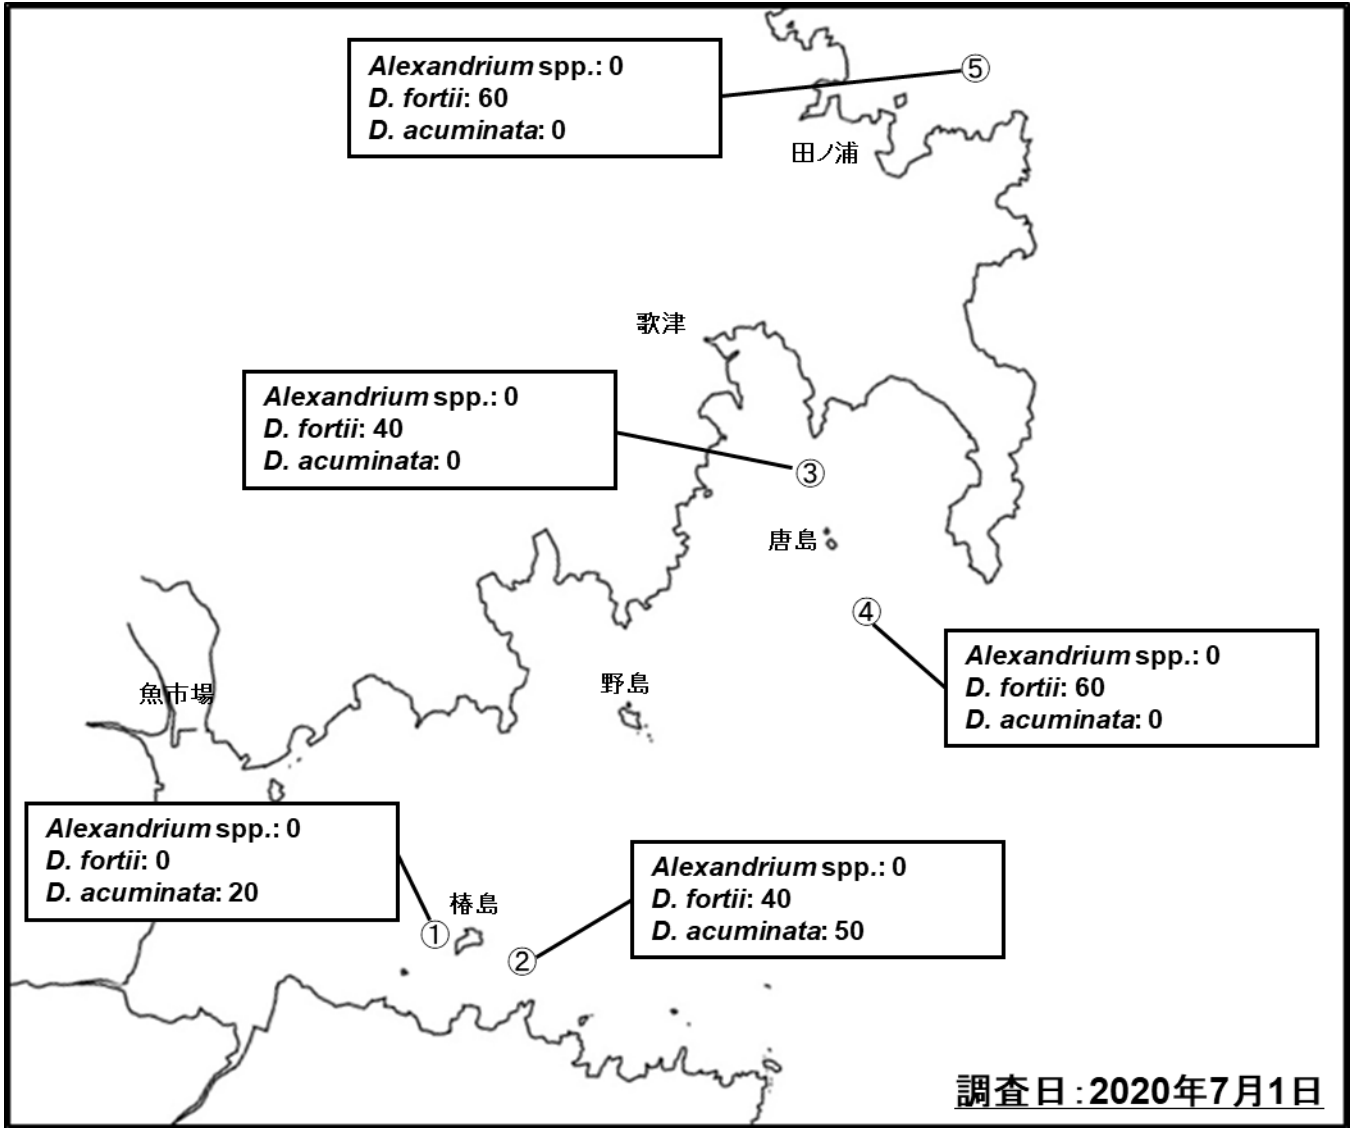 Alexandrium spp.: 0
D. fortii: 60
D. acuminata: 0
⑤
田ノ浦
歌津
Alexandrium spp.: 0
D. fortii: 40
D. acuminata: 0
③
唐島
④
Alexandrium spp.: 0
D. fortii: 60
D. acuminata: 0
野島
魚市場
Alexandrium spp.: 0
D. fortii: 0
D. acuminata: 20
椿島
①
②
Alexandrium spp.: 0
D. fortii: 40
D. acuminata: 50
調査日：2020年7月1日